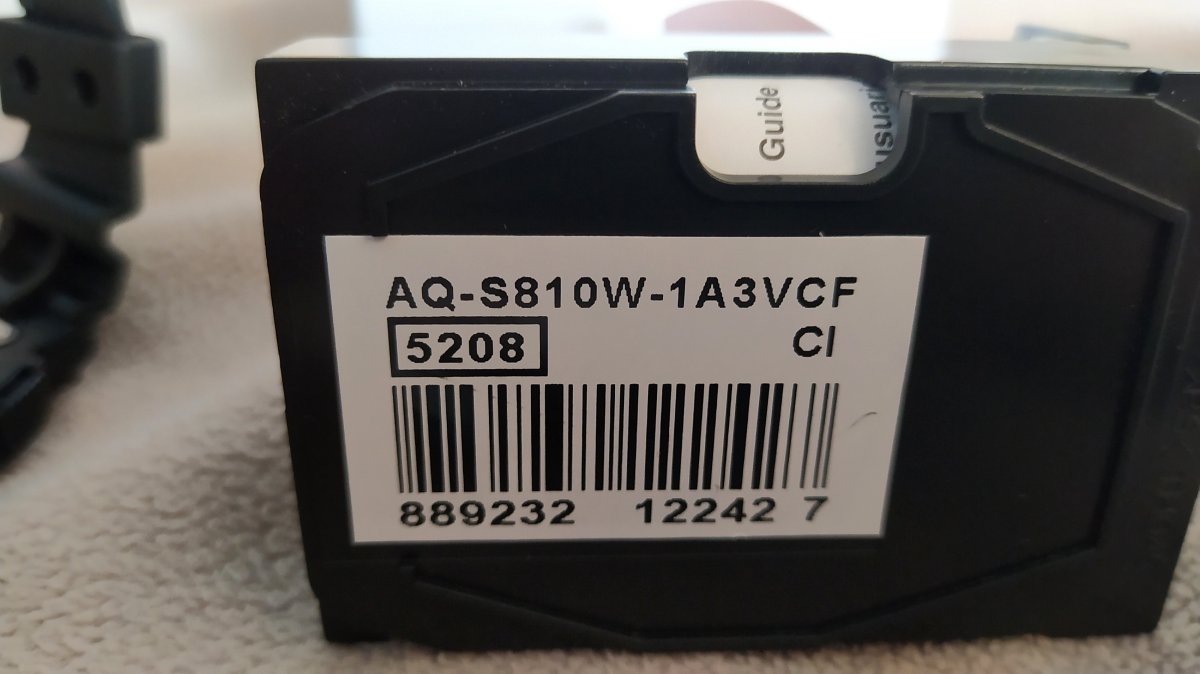 Guide
AQ-S810W-1A3VCF
5208
CI
889232 12242 7